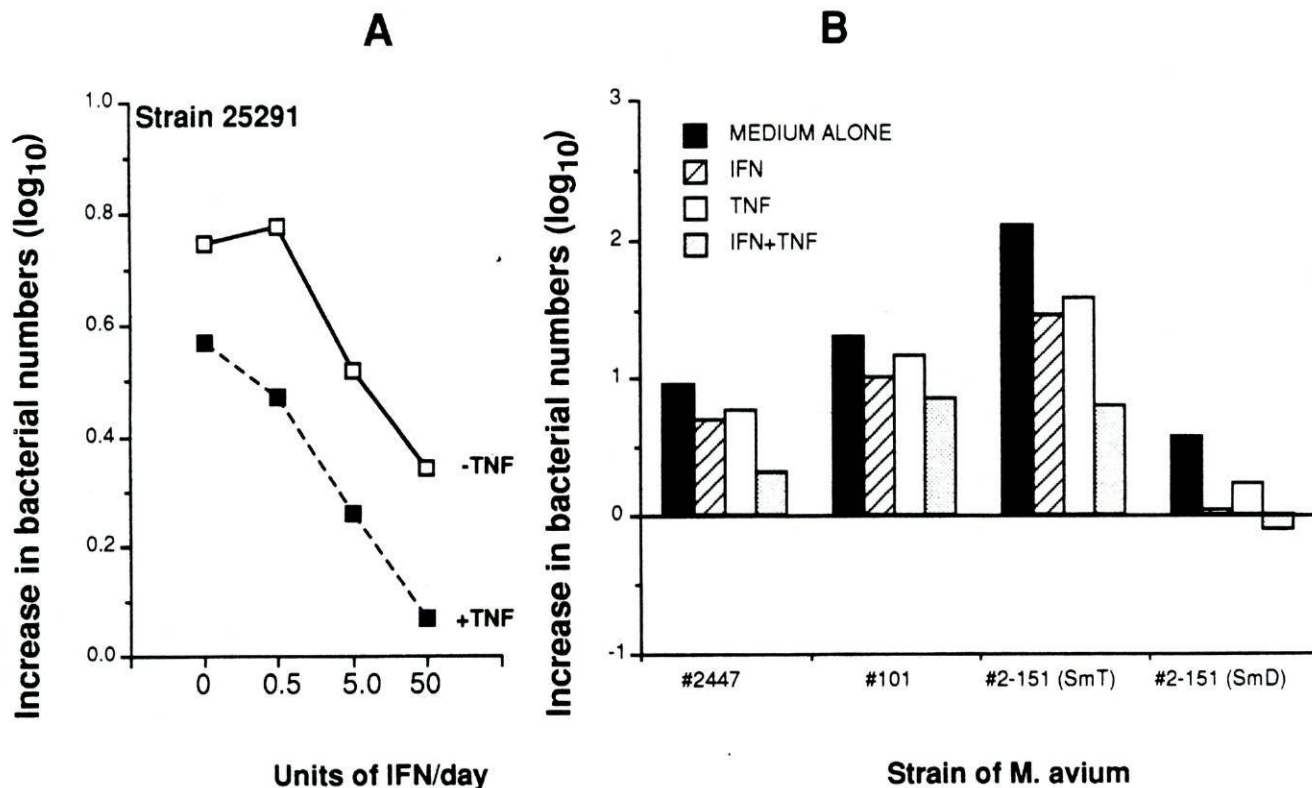 A
Strain 25291
Increase in bacterial numbers (log10)
1.0
0.8
0.6
0.4
0.2
0.0
-TNF
+TNF
0 0.5 5.0 50
Units of IFN/day
B
Increase in bacterial numbers (log10)
3
2
1
0
-1
MEDIUM ALONE
IFN
TNF
IFN+TNF
#2447 #101 #2-151 (SmT) #2-151 (SmD)
Strain of M. avium